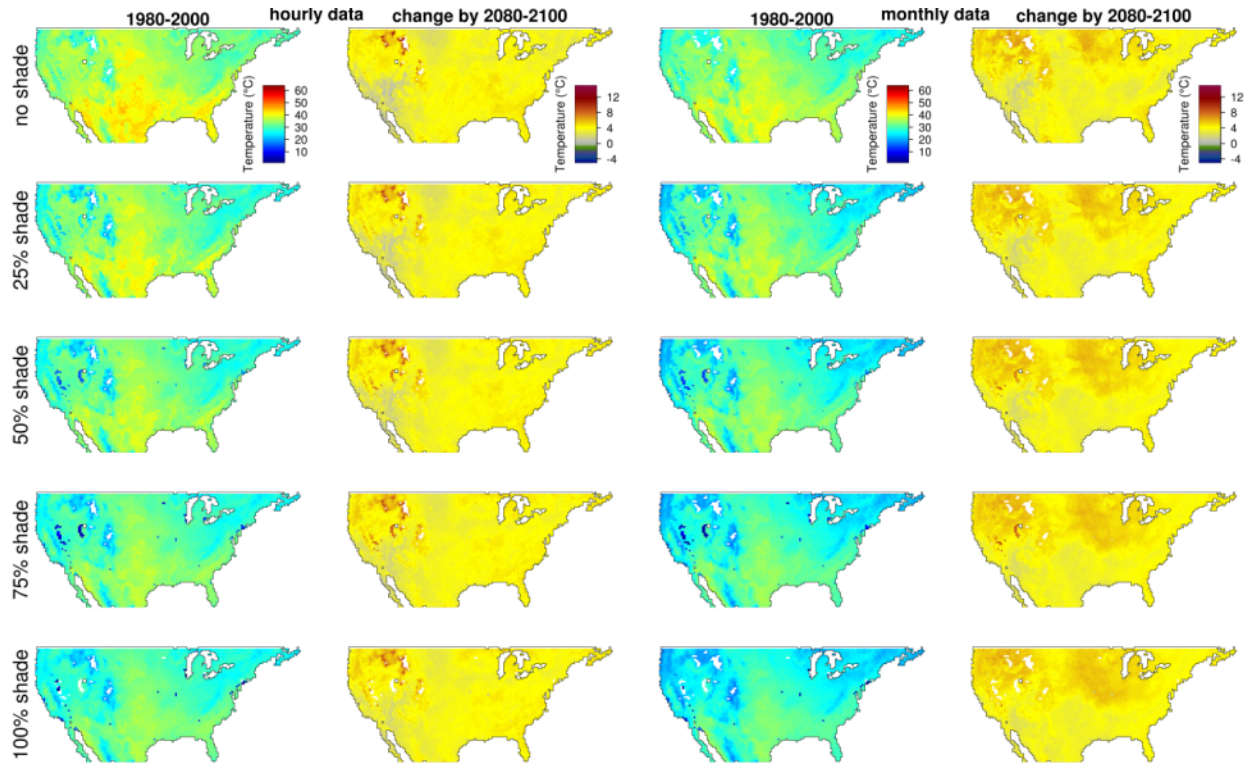 hourly data
monthly data
1980-2000
change by 2080-2100
1980-2000
change by 2080-2100
no shade
Temperature (°C)
60
50
40
30
20
10
Temperature (°C)
12
8
4
0
-4
Temperature (°C)
60
50
40
30
20
10
Temperature (°C)
12
8
4
0
-4
25% shade
50% shade
75% shade
100% shade